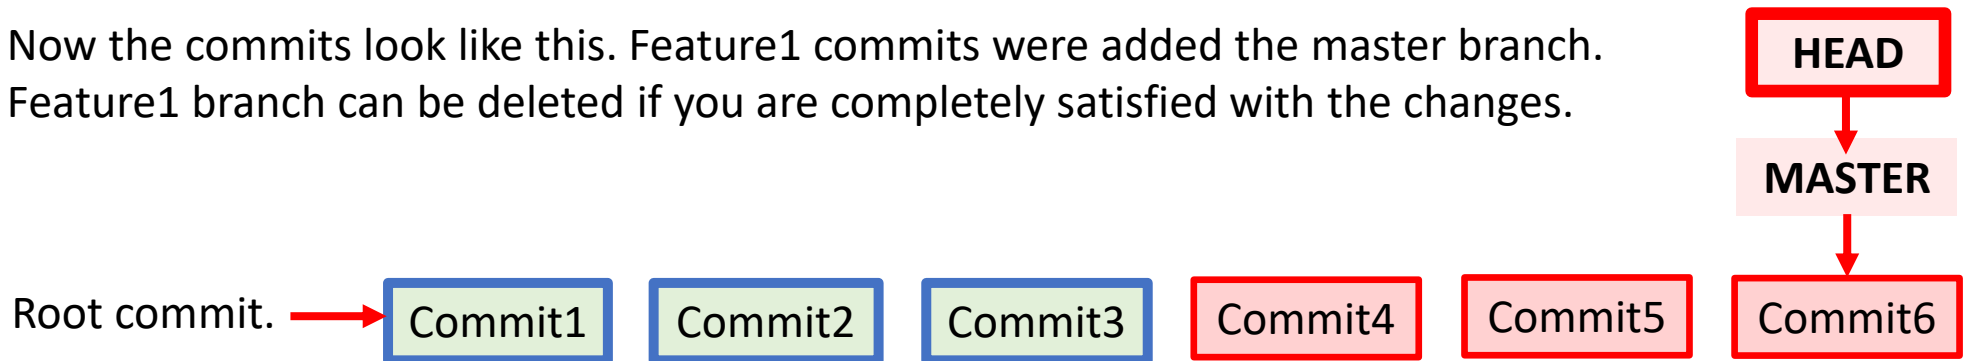 Now the commits look like this. Feature1 commits were added the master branch.
Feature1 branch can be deleted if you are completely satisfied with the changes.
HEAD
MASTER
Root commit.
Commit1
Commit2
Commit3
Commit4
Commit5
Commit6